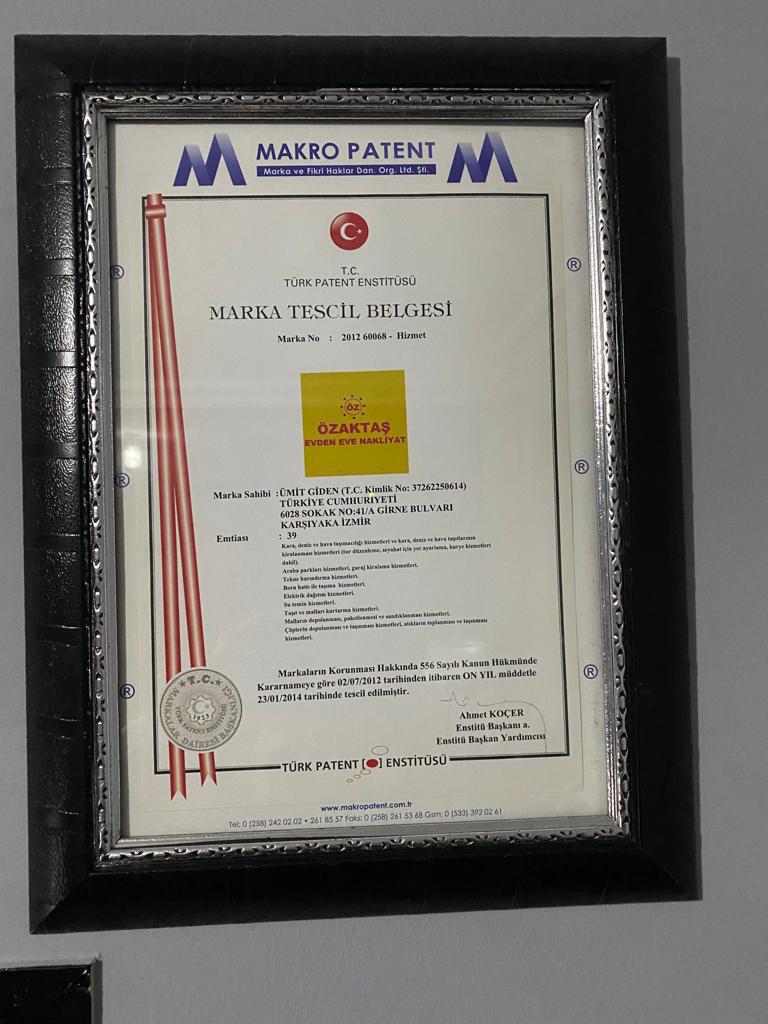 MAKRO PATENT
Marka ve Fikri Haklar Dan. Org. Ltd. Şti.
T.C.
TÜRK PATENT ENSTİTÜSÜ
MARKA TESCİL BELGESİ
Marka No : 2012 60068 - Hizmet
ÖZ
ÖZAKTAŞ
EVDEN EVE NAKLİYAT
Marka Sahibi :ÜMİT GİDEN (T.C. Kimlik No: 37262250614)
TÜRKİYE CUMHURİYETİ
6028 SOKAK NO:41/A GİRNE BULVARI
KARŞIYAKA İZMİR
Emtiası : 39
Kara, deniz ve hava taşımacılığı hizmetleri ve kara, deniz ve hava taşıtlarının
kiralanması hizmetleri (tur düzenleme, seyahat için yer ayarlama, kurye hizmetleri
dahil).
Araba parkları hizmetleri, garaj kiralama hizmetleri.
Tekne barındırma hizmetleri.
Boru hattı ile taşıma hizmetleri.
Elektrik dağıtım hizmetleri.
Su temin hizmetleri.
Taşıt ve malları kurtarma hizmetleri.
Malların depolanması, paketlenmesi ve sandıklanması hizmetleri.
Çöplerin depolanması ve taşınması hizmetleri, atıkların toplanması ve taşınması
hizmetleri.
Markaların Korunması Hakkında 556 Sayılı Kanun Hükmünde
Kararnameye göre 02/07/2012 tarihinden itibaren ON YIL müddetle
23/01/2014 tarihinde tescil edilmiştir.
Ahmet KOÇER
Enstitü Başkanı a.
Enstitü Başkan Yardımcısı
T.C.
MARKALAR DAİRESİ BAŞKANLIĞI
TÜRK PATENT ENSTİTÜSÜ
1923
TÜRK PATENT [●] ENSTİTÜSÜ
www.makropatent.com.tr
Tel: 0 (258) 242 02 02 • 261 85 57 Faks: 0 (258) 261 53 68 Gsm: 0 (533) 392 02 61
® 
®
®
®
®
®